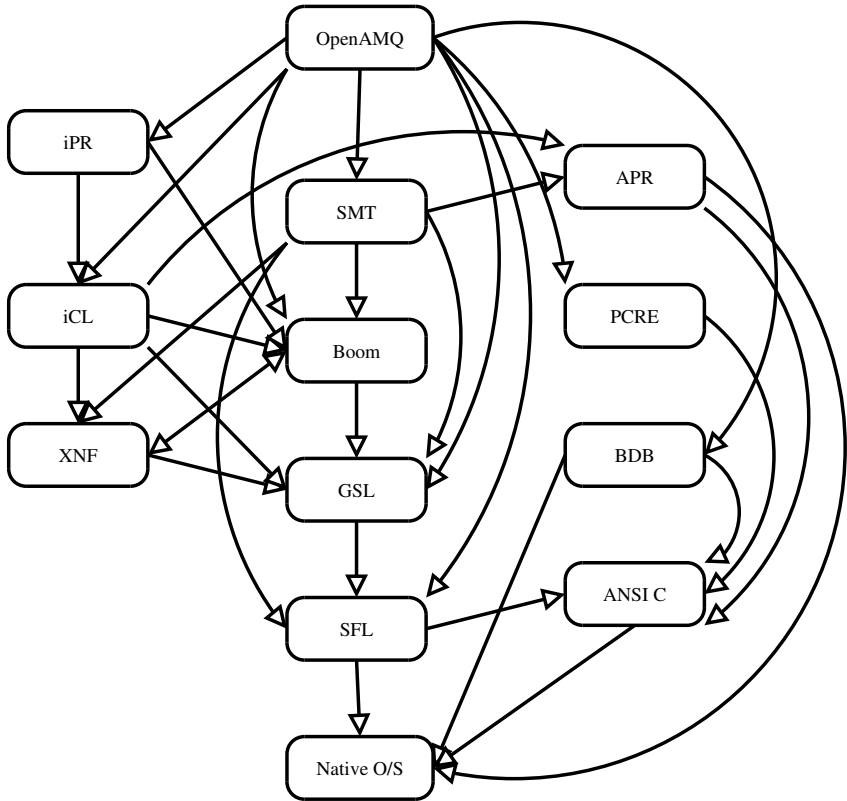 OpenAMQ
iPR
APR
SMT
iCL
PCRE
Boom
XNF
BDB
GSL
ANSI C
SFL
Native O/S